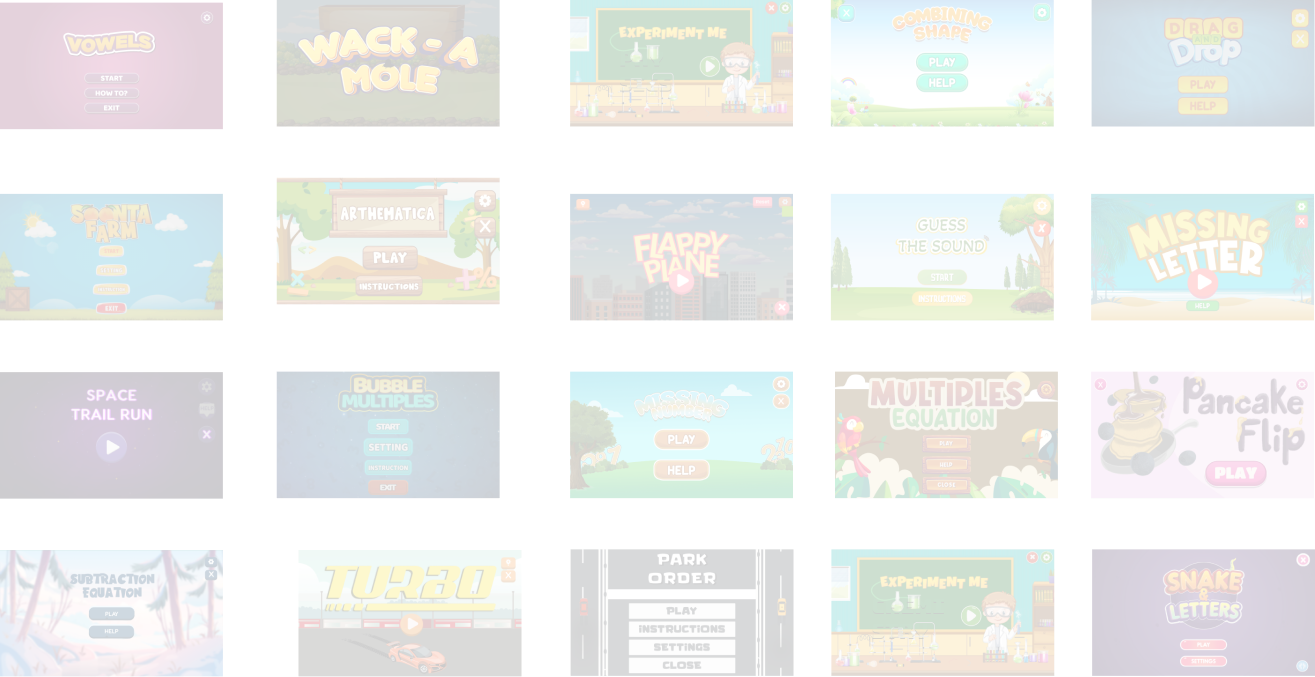 VOWELS
START
HOW TO?
EXIT
WACK - A
MOLE
EXPERIMENT ME
COMBINING
SHAPE
PLAY
HELP
DRAG
AND
Drop
PLAY
HELP
SOONTA
FARM
START
EXIT
ARTHEMATICA
PLAY
INSTRUCTIONS
FLAPPY
PLANE
GUESS
THE SOUND
START
INSTRUCTIONS
MISSING
LETTER
HELP
SPACE
TRAIL RUN
BUBBLE
MULTIPLES
START
SETTING
INSTRUCTION
EXIT
MISSING
NUMBER
PLAY
HELP
MULTIPLES
EQUATION
PLAY
HELP
CLOSE
Pancake
Flip
PLAY
SUBTRACTION
EQUATION
PLAY
HELP
TURBO
PARK
ORDER
PLAY
INSTRUCTIONS
SETTINGS
CLOSE
EXPERIMENT ME
SNAKE
&
LETTERS
PLAY
SETTINGS